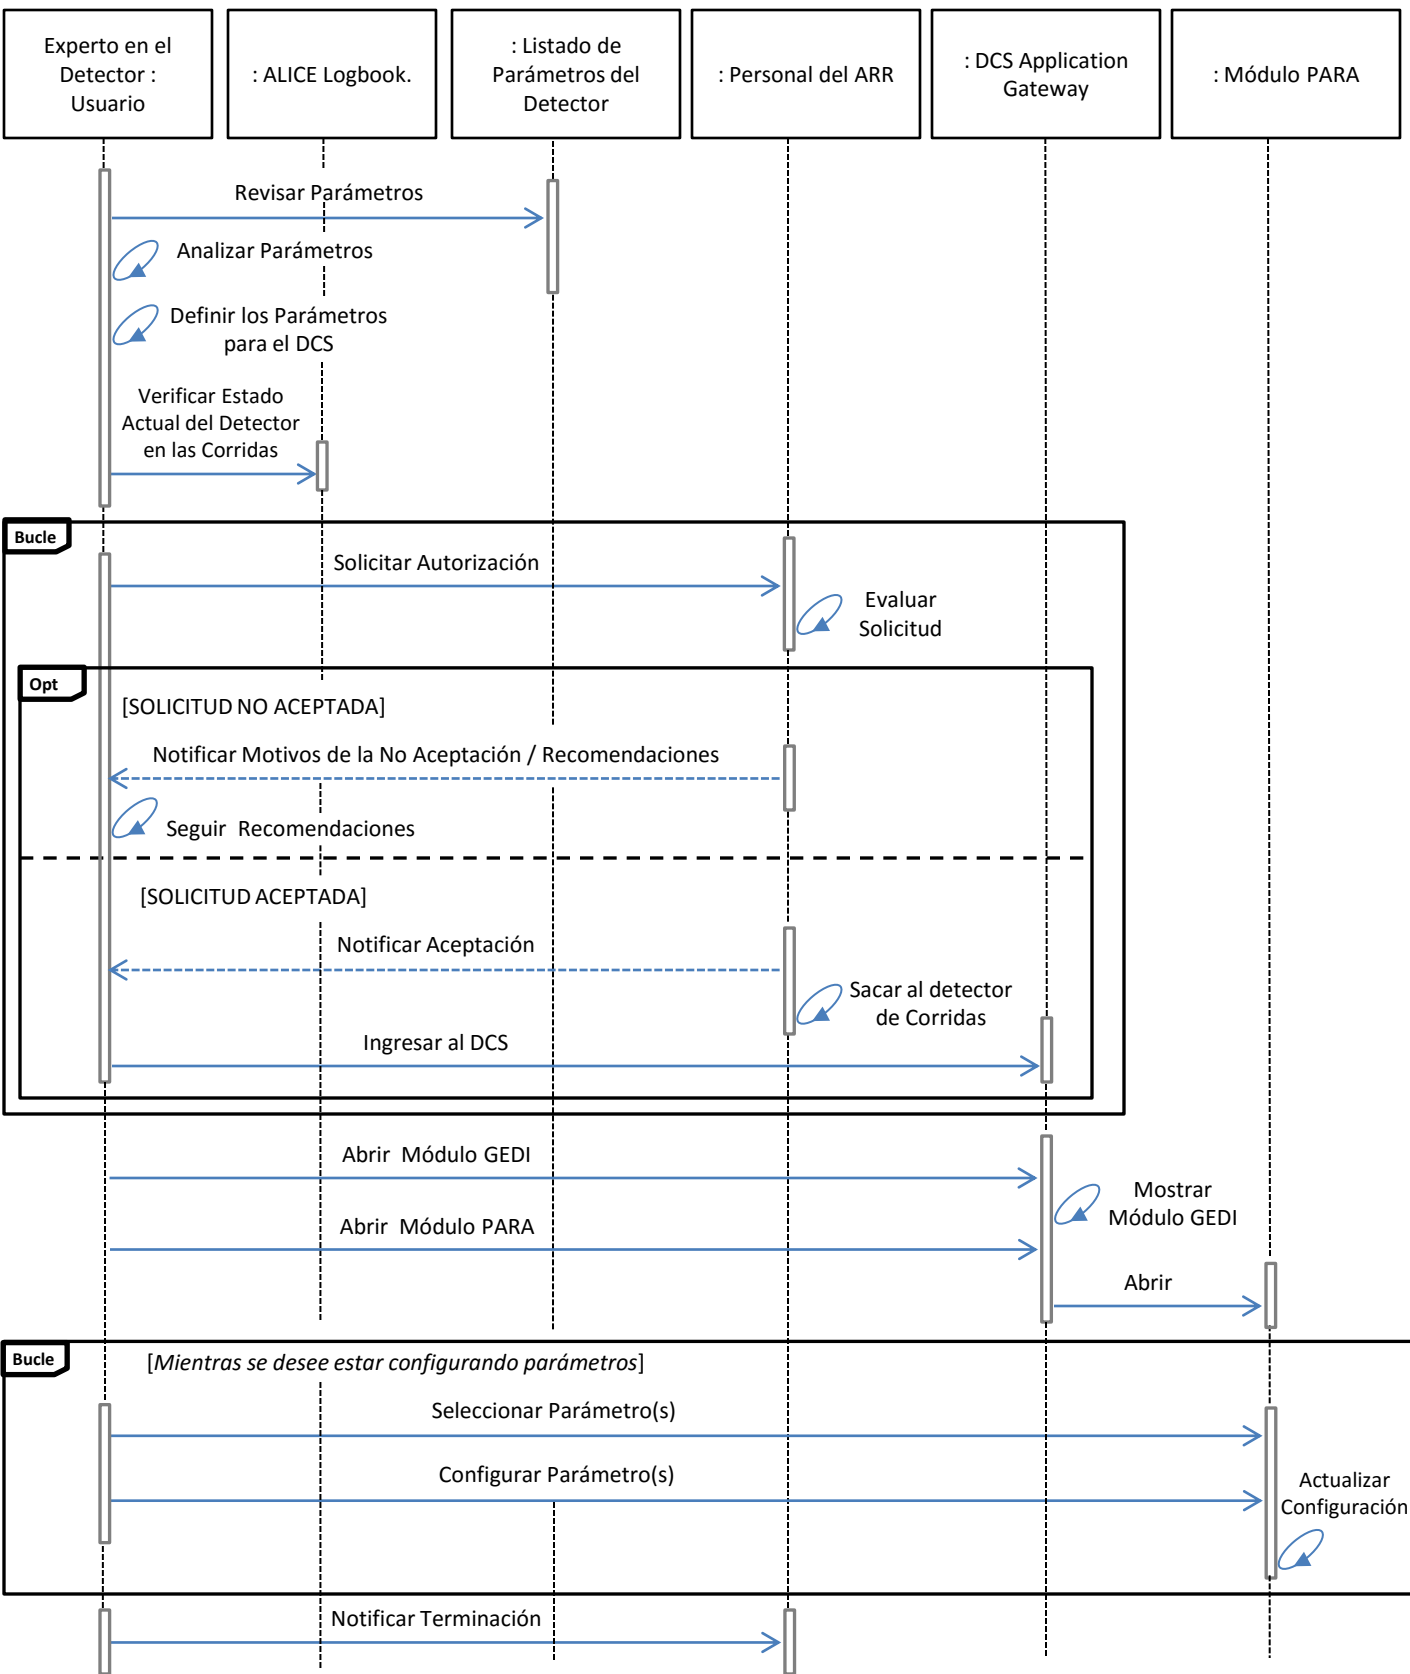 Experto en el
Detector :
Usuario
: ALICE Logbook.
: Listado de
Parámetros del
Detector
: Personal del ARR
: DCS Application
Gateway
: Módulo PARA
Revisar Parámetros
Analizar Parámetros
Definir los Parámetros
para el DCS
Verificar Estado
Actual del Detector
en las Corridas
Bucle
Solicitar Autorización
Evaluar
Solicitud
Opt
[SOLICITUD NO ACEPTADA]
Notificar Motivos de la No Aceptación / Recomendaciones
Seguir Recomendaciones
[SOLICITUD ACEPTADA]
Notificar Aceptación
Sacar al detector
de Corridas
Ingresar al DCS
Abrir Módulo GEDI
Mostrar
Módulo GEDI
Abrir Módulo PARA
Abrir
Bucle
[Mientras se desee estar configurando parámetros]
Seleccionar Parámetro(s)
Configurar Parámetro(s)
Actualizar
Configuración
Notificar Terminación